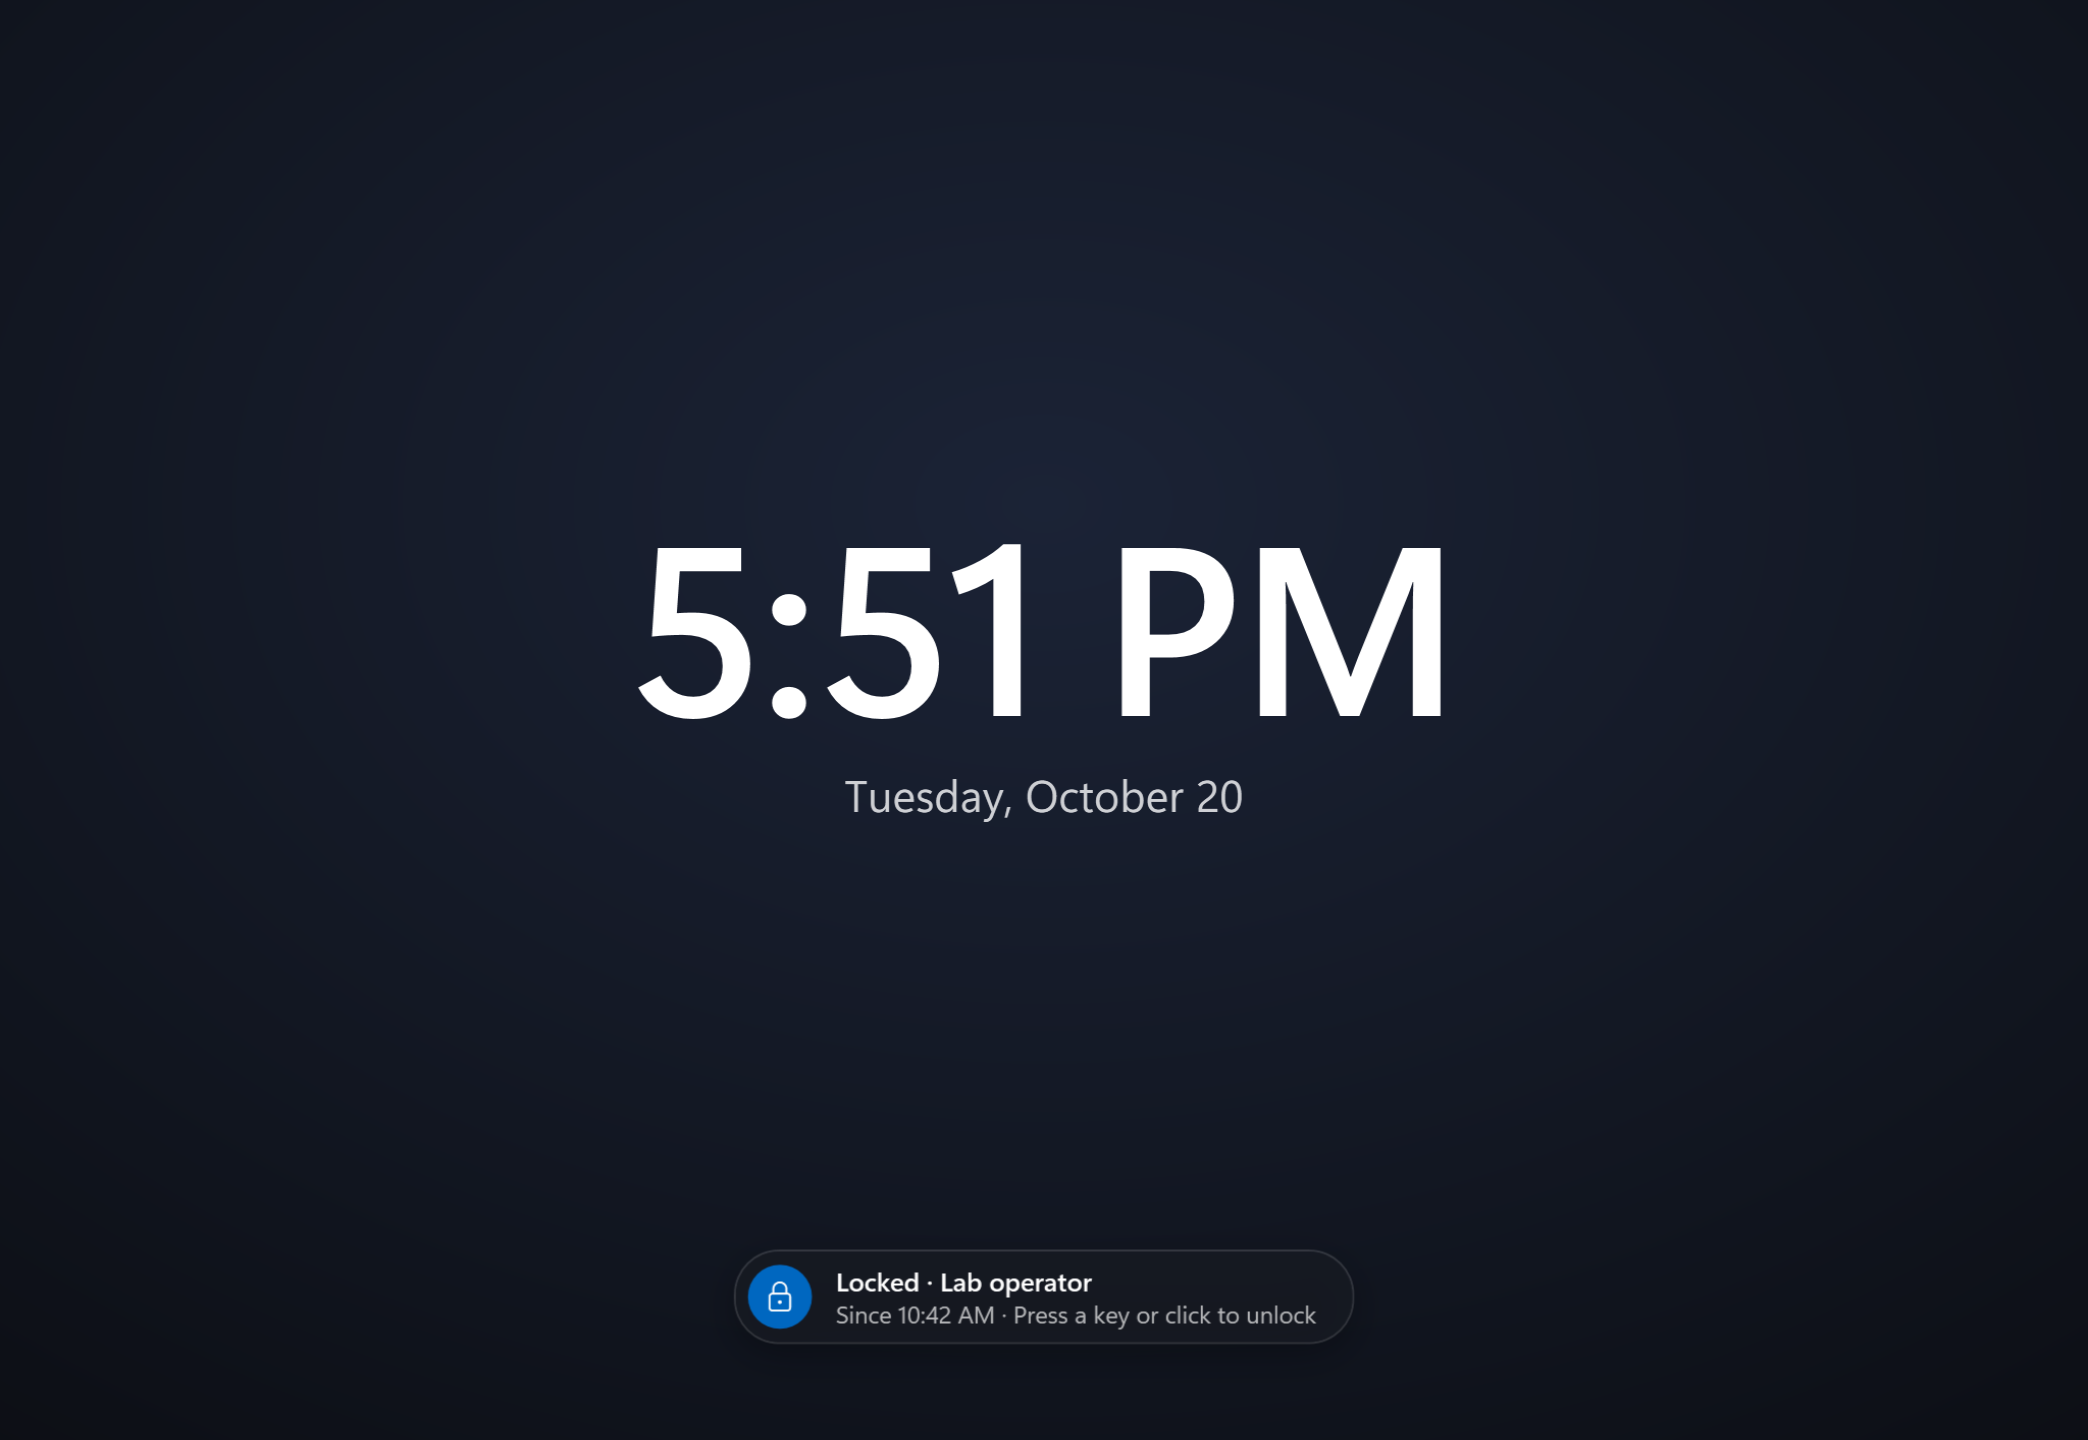 5:51 PM
Tuesday, October 20
Locked · Lab operator
Since 10:42 AM · Press a key or click to unlock